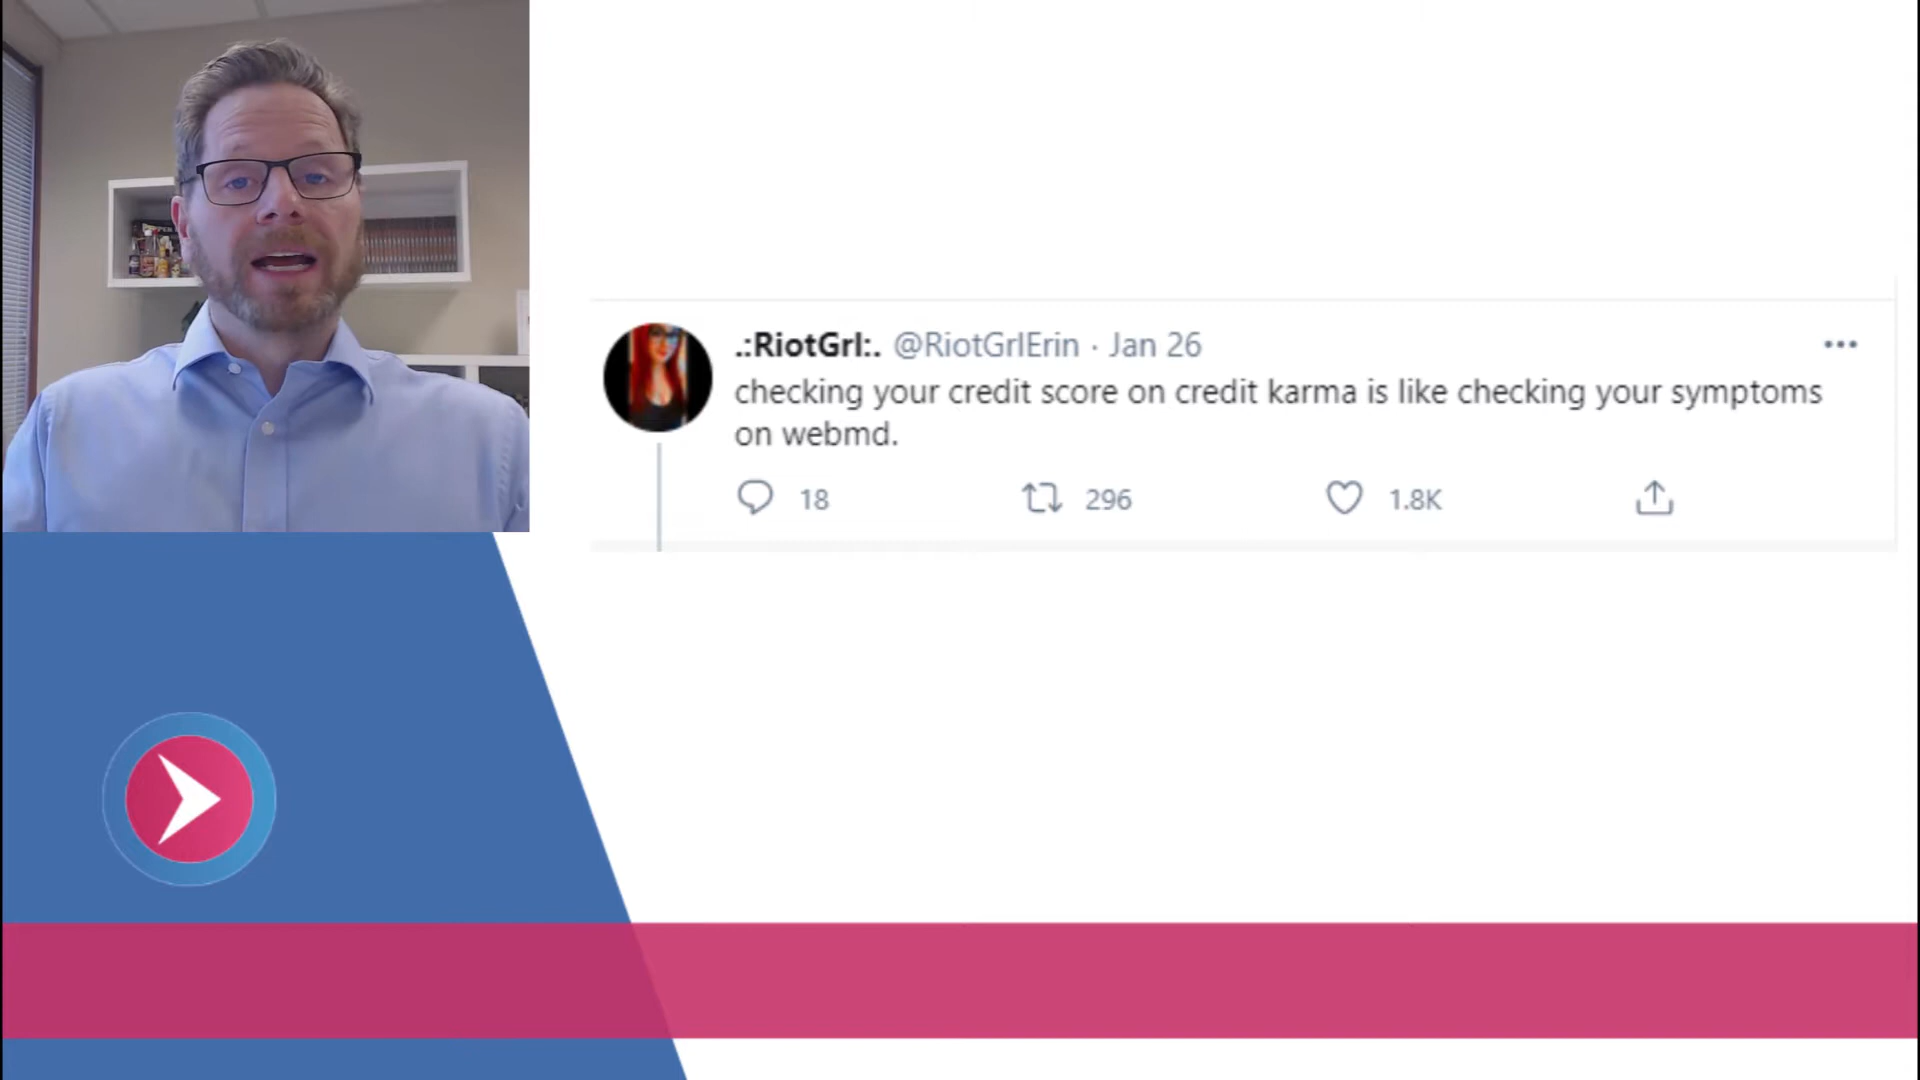 .:RiotGrl:. @RiotGrlErin · Jan 26
checking your credit score on credit karma is like checking your symptoms
on webmd.
18 296 1.8K